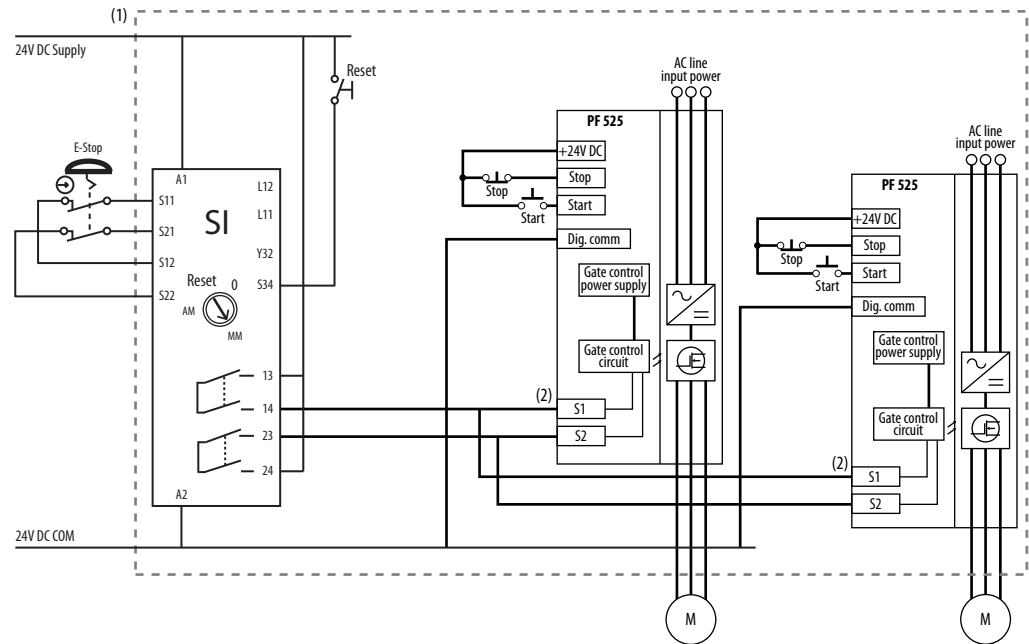 (1)
24V DC Supply
Reset
E-Stop
A1
S11
S21
S12
S22
SI
L12
L11
Y32
S34
Reset
0
AM
MM
13
14
23
24
A2
24V DC COM
AC line
input power
PF 525
+24V DC
Stop
Start
Stop
Start
Dig. comm
Gate control
power supply
Gate control
circuit
(2)
S1
S2
M
AC line
input power
PF 525
+24V DC
Stop
Start
Stop
Start
Dig. comm
Gate control
power supply
Gate control
circuit
(2)
S1
S2
M